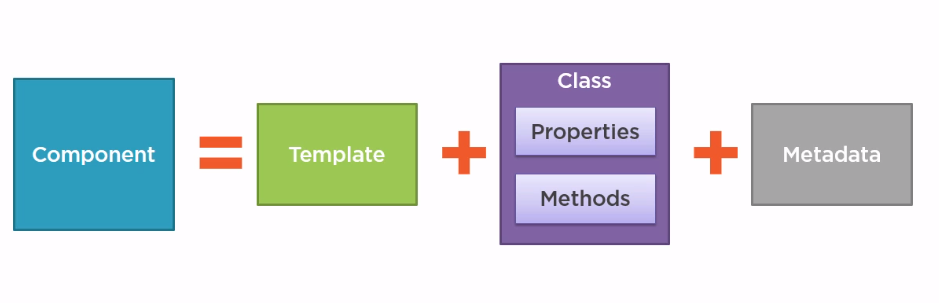 Component
Template
Class
Properties
Methods
Metadata